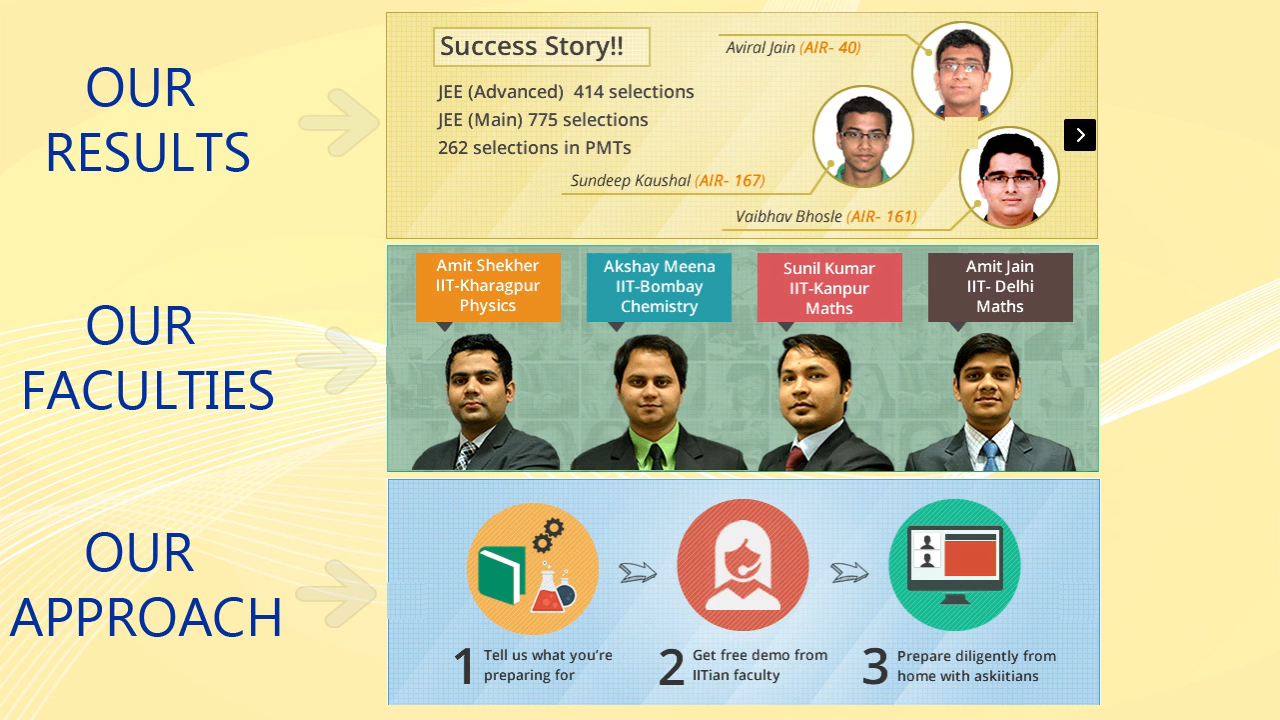 OUR
RESULTS
Success Story!!
JEE (Advanced)  414 selections
JEE (Main) 775 selections
262 selections in PMTs
Aviral Jain (AIR- 40)
Sundeep Kaushal (AIR- 167)
Vaibhav Bhosle (AIR- 161)
OUR
FACULTIES
Amit Shekher
IIT-Kharagpur
Physics
Akshay Meena
IIT-Bombay
Chemistry
Sunil Kumar
IIT-Kanpur
Maths
Amit Jain
IIT- Delhi
Maths
OUR
APPROACH
1 Tell us what you're
preparing for
2 Get free demo from
IITian faculty
3 Prepare diligently from
home with askiitians